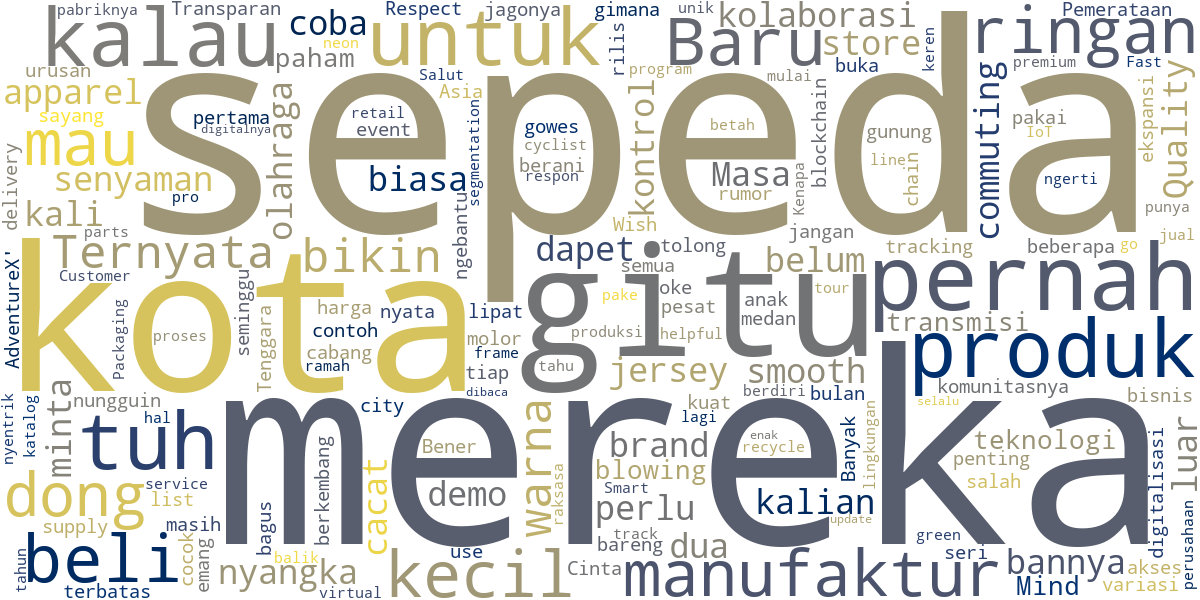 pabriknya
Transparan
Respect
jagonya
gimana
unik
Pemerataan
kalau
coba
neon
paham
untuk
rilis
Baru
kolaborasi
store
keren
ringan
urusan
apparel
sayang
pertama
digitalnya
Salut
Asia
program
mulai
buka
premium
Fast
mau
sepeda
retail
event
gowes
cyclist
berani
respon
betah
gunung
pakai
IoT
ekspansi
Quality
senyaman
pro
olahraga
biasa
segmentation
kontrol
Masa
rumor
blockchain
Kenapa
line
chain
commuting
ngerti
punya
delivery
kali
parts
Wish
jangan
jual
Ternyata
bikin
ngebantu
dapet
tolong
belum
tracking
beberapa
go
AdventureX'
Customer
Packaging
kota
proses
seminggu
Tenggara
harga
contoh
cabang
ramah
nyata
lipat
molor
frame
tiap
dibaca
gitu
semua
oke
pake
pesat
anak
medan
tour
produksi
helpful
tahu
pernah
transmisi
produk
jersey
smooth
berdiri
bulan
komunitasnya
selalu
bisnis
nyentrik
katalog
minta
nungguin
hal
tuh
city
mereka
kuat
lagi
enak
recycle
Banyak
lingkungan
teknologi
penting
salah
luar
digitalisasi
perusahaan
dong
service
list
supply
masih
Bener
demo
cacat
berkembang
Warna
raksasa
brand
blowing
Smart
perlu
kalian
update
track
bareng
dua
green
seri
tahun
beli
terbatas
cocok
emang
bagus
balik
nyangka
virtual
use
kecil
Cinta
manufaktur
bannya
Mind
akses
variasi